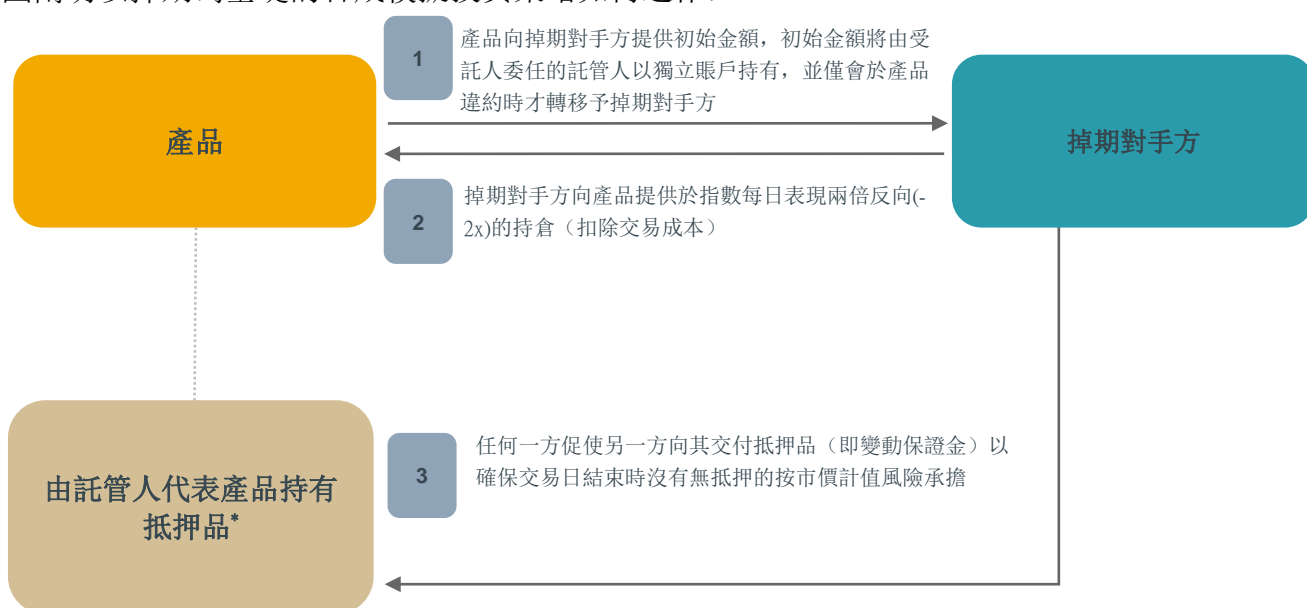 1
產品向掉期對手方提供初始金額，初始金額將由受
託人委任的託管人以獨立賬戶持有，並僅會於產品
違約時才轉移予掉期對手方
產品
掉期對手方
2
掉期對手方向產品提供於指數每日表現兩倍反向(-
2x)的持倉（扣除交易成本）
由託管人代表產品持有
抵押品*
3
任何一方促使另一方向其交付抵押品（即變動保證金）以
確保交易日結束時沒有無抵押的按市價計值風險承擔